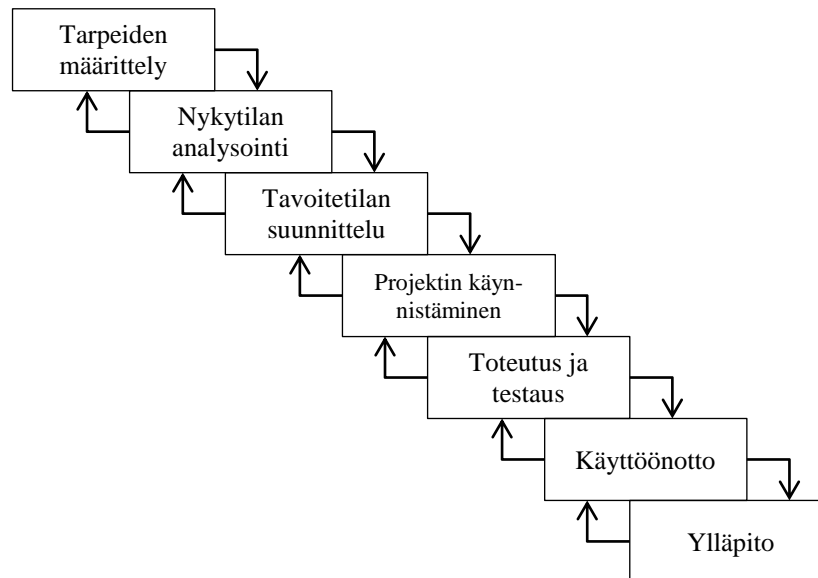 Tarpeiden
määrittely
Nykytilan
analysointi
Tavoitetilan
suunnittelu
Projektin käyn-
nistäminen
Toteutus ja
testaus
Käyttöönotto
Ylläpito